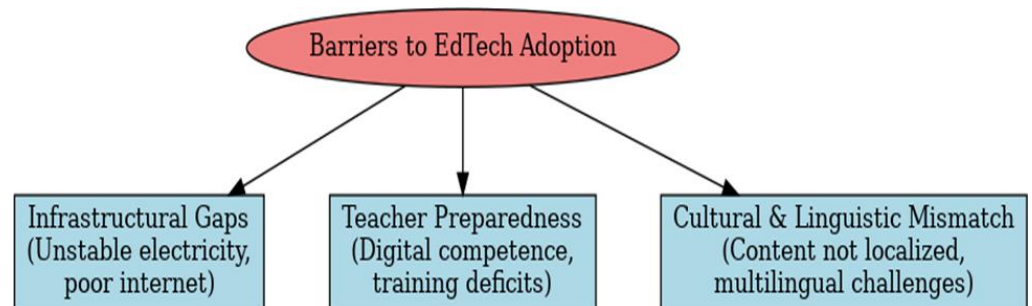 Barriers to EdTech Adoption
Infrastructural Gaps
(Unstable electricity,
poor internet)
Teacher Preparedness
(Digital competence,
training deficits)
Cultural & Linguistic Mismatch
(Content not localized,
multilingual challenges)